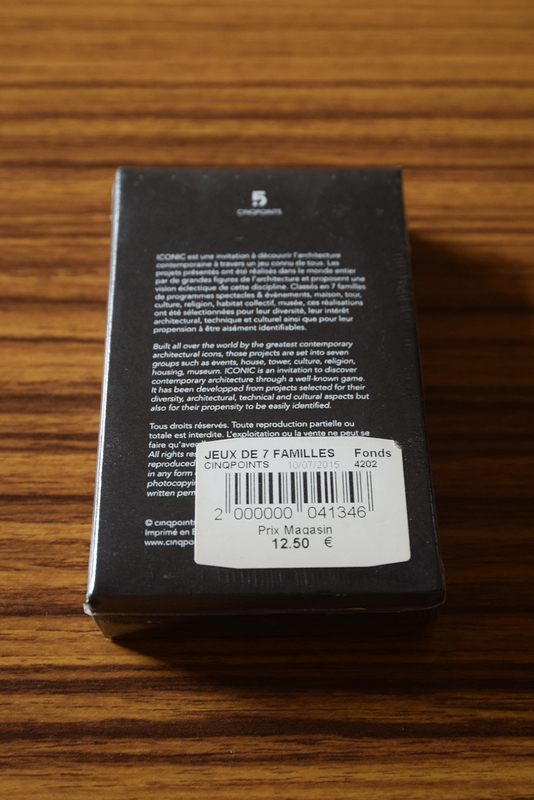 5
CINQPOINTS
ICONIC est une invitation à découvrir l'architecture
contemporaine à travers un jeu connu de tous. Les
projets présentés ont été réalisés dans le monde entier
par de grandes figures de l'architecture et proposent une
vision éclectique de cette discipline. Classés en 7 familles
de programmes spectacles & évènements, maison, tour,
culture, religion, habitat collectif, musée, ces réalisations
ont été sélectionnées pour leur diversité, leur intérêt
architectural, technique et culturel ainsi que pour leur
propension à être aisément identifiables.
Built all over the world by the greatest contemporary
architectural icons, those projects are set into seven
groups such as events, house, tower, culture, religion,
housing, museum. ICONIC is an invitation to discover
contemporary architecture through a well-known game.
It has been developped from projects selected for their
diversity, architectural, technical and cultural aspects but
also for their propensity to be easily identified.
Tous droits réservés. Toute reproduction partielle ou
totale est interdite. L'exploitation ou la vente ne peut se
faire qu'avec
All rights
reproduced
in any form
photocopying
written
© cinqpoints
Imprimé en
www.cinqpo
JEUX DE 7 FAMILLES Fonds
CINQPOINTS 10/07/2015 4202
2 000000 041346
Prix Magasin
12.50 €